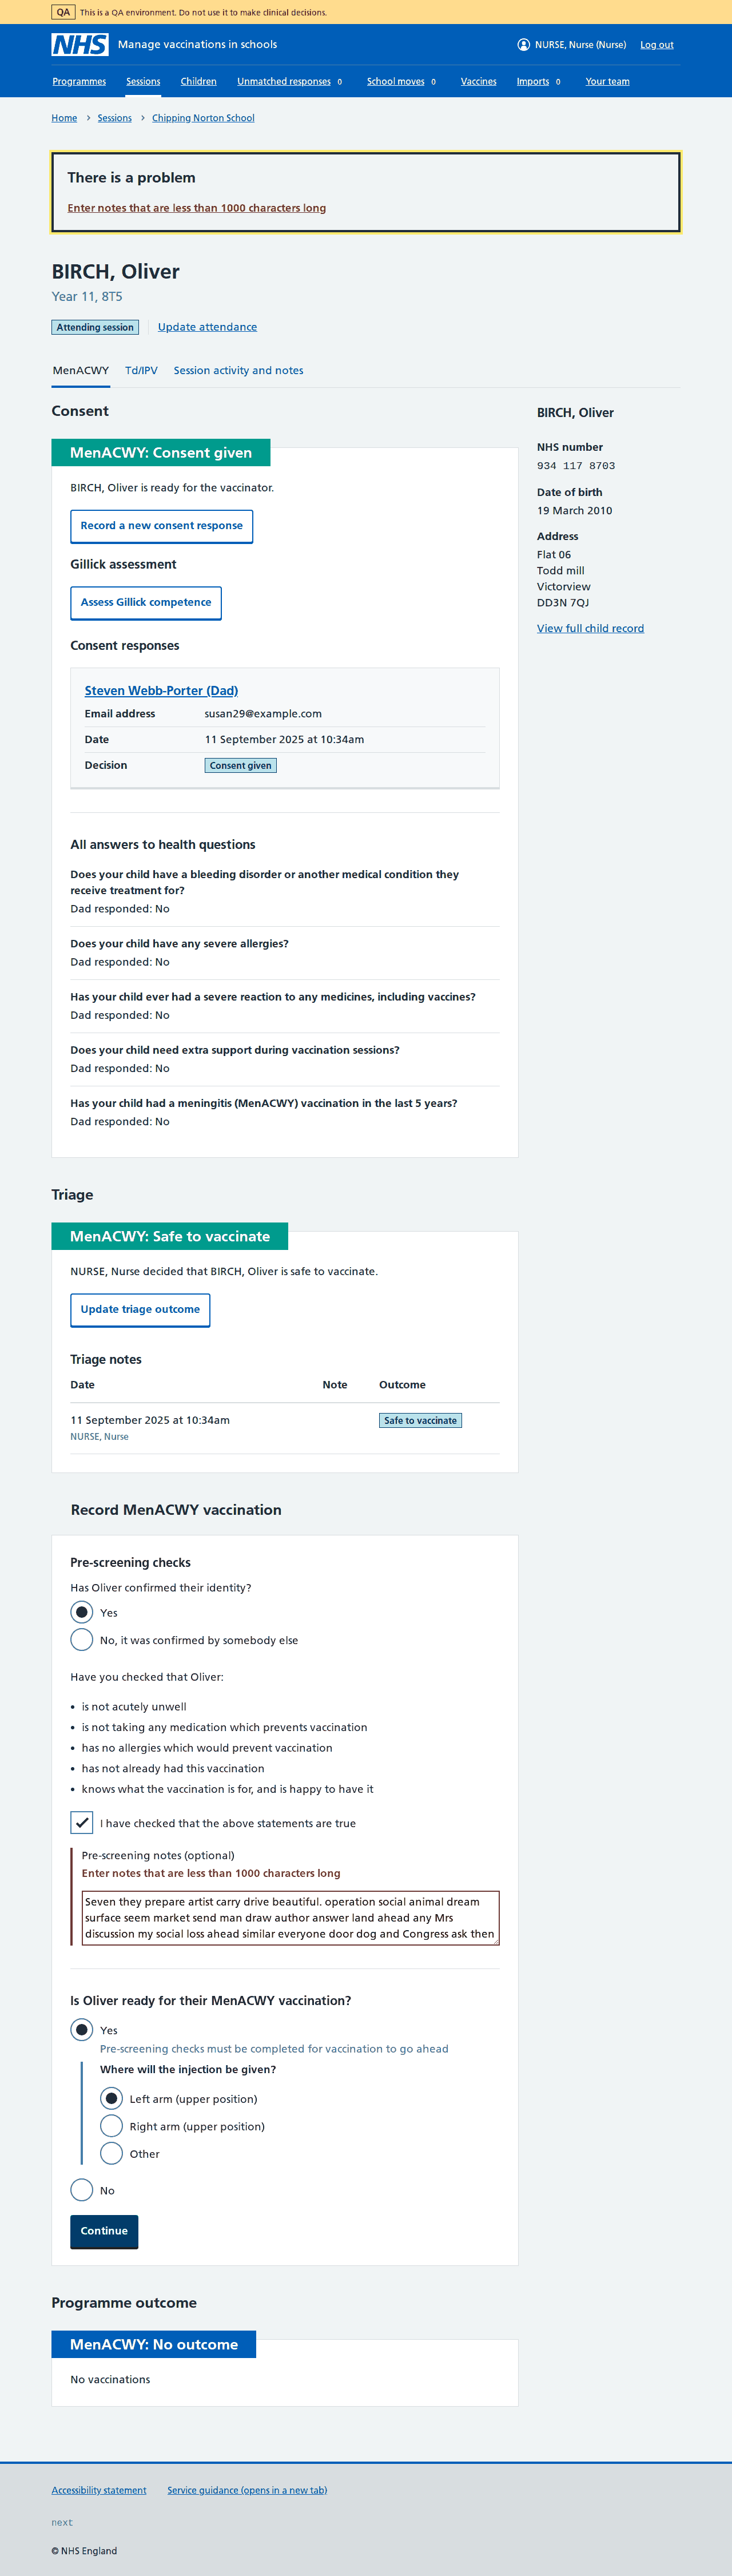 QA This is a QA environment. Do not use it to make clinical decisions.
NHS Manage vaccinations in schools
NURSE, Nurse (Nurse) Log out
Programmes Sessions Children Unmatched responses 0 School moves 0 Vaccines Imports 0 Your team
Home Sessions Chipping Norton School
There is a problem
Enter notes that are less than 1000 characters long
BIRCH, Oliver
Year 11, 8T5
Attending session Update attendance
MenACWY Td/IPV Session activity and notes
Consent
MenACWY: Consent given
BIRCH, Oliver is ready for the vaccinator.
Record a new consent response
Gillick assessment
Assess Gillick competence
Consent responses
Steven Webb-Porter (Dad)
Email address susan29@example.com
Date 11 September 2025 at 10:34am
Decision Consent given
All answers to health questions
Does your child have a bleeding disorder or another medical condition they
receive treatment for?
Dad responded: No
Does your child have any severe allergies?
Dad responded: No
Has your child ever had a severe reaction to any medicines, including vaccines?
Dad responded: No
Does your child need extra support during vaccination sessions?
Dad responded: No
Has your child had a meningitis (MenACWY) vaccination in the last 5 years?
Dad responded: No
BIRCH, Oliver
NHS number
934 117 8703
Date of birth
19 March 2010
Address
Flat 06
Todd mill
Victorview
DD3N 7QJ
View full child record
Triage
MenACWY: Safe to vaccinate
NURSE, Nurse decided that BIRCH, Oliver is safe to vaccinate.
Update triage outcome
Triage notes
Date Note Outcome
11 September 2025 at 10:34am Safe to vaccinate
NURSE, Nurse
Record MenACWY vaccination
Pre-screening checks
Has Oliver confirmed their identity?
Yes
No, it was confirmed by somebody else
Have you checked that Oliver:
• is not acutely unwell
• is not taking any medication which prevents vaccination
• has no allergies which would prevent vaccination
• has not already had this vaccination
• knows what the vaccination is for, and is happy to have it
I have checked that the above statements are true
Pre-screening notes (optional)
Enter notes that are less than 1000 characters long
Seven they prepare artist carry drive beautiful. operation social animal dream
surface seem market send man draw author answer land ahead any Mrs
discussion my social loss ahead similar everyone door dog and Congress ask then
Is Oliver ready for their MenACWY vaccination?
Yes
Pre-screening checks must be completed for vaccination to go ahead
Where will the injection be given?
Left arm (upper position)
Right arm (upper position)
Other
No
Continue
Programme outcome
MenACWY: No outcome
No vaccinations
Accessibility statement Service guidance (opens in a new tab)
next
© NHS England